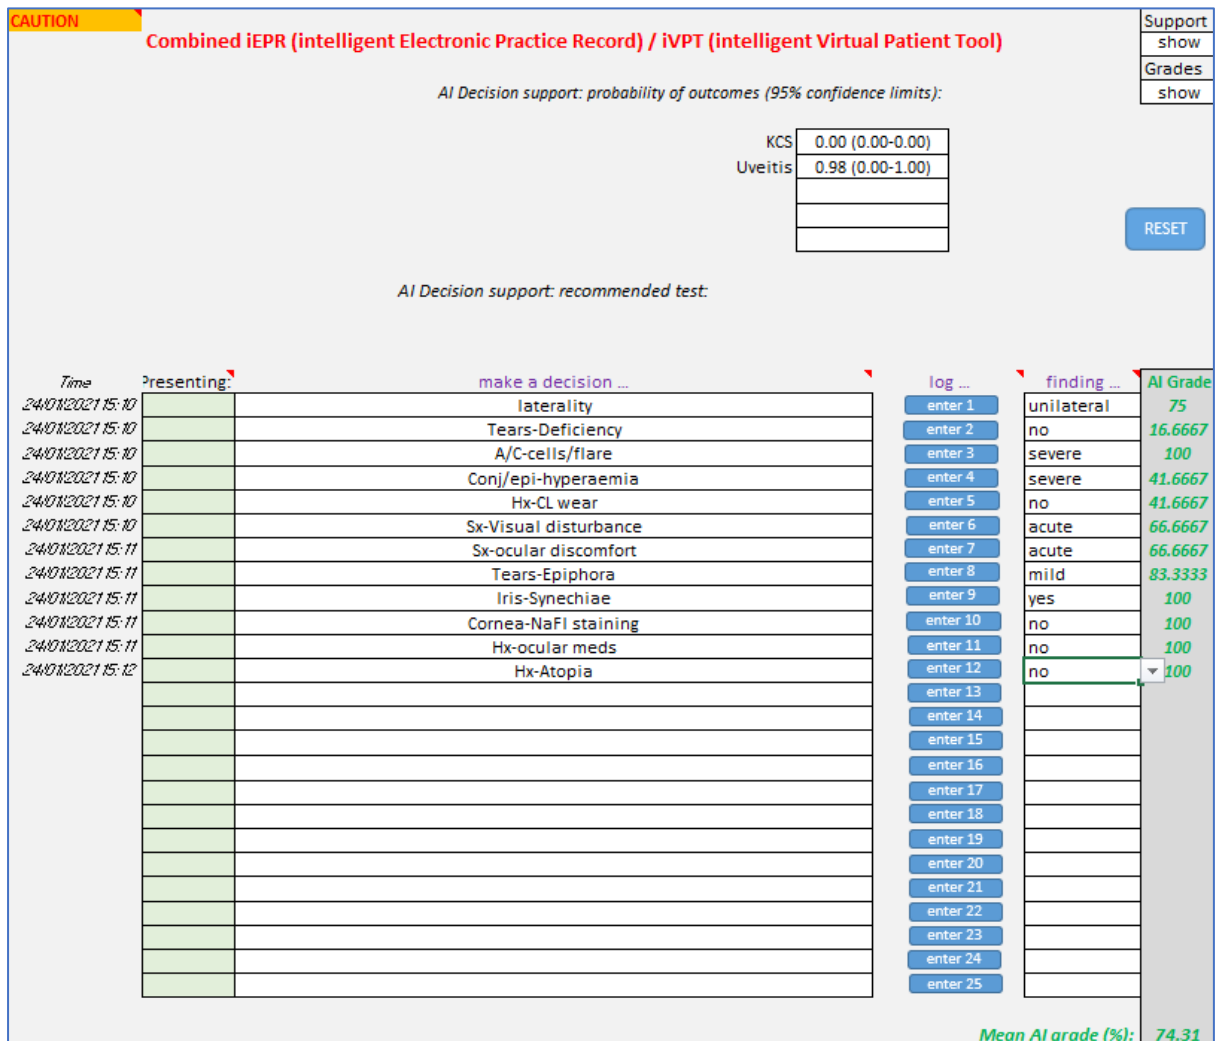 CAUTION
Support
Combined iEPR (intelligent Electronic Practice Record) / iVPT (intelligent Virtual Patient Tool)
show
Grades
AI Decision support: probability of outcomes (95% confidence limits):
show
KCS 0.00 (0.00-0.00)
Uveitis 0.98 (0.00-1.00)
RESET
AI Decision support: recommended test:
Time Presenting: make a decision ... log ... finding ... AI Grade
24/01/2021 15:10 laterality enter 1 unilateral 75
24/01/2021 15:10 Tears-Deficiency enter 2 no 16.6667
24/01/2021 15:10 A/C-cells/flare enter 3 severe 100
24/01/2021 15:10 Conj/epi-hyperaemia enter 4 severe 41.6667
24/01/2021 15:10 Hx-CL wear enter 5 no 41.6667
24/01/2021 15:10 Sx-Visual disturbance enter 6 acute 66.6667
24/01/2021 15:11 Sx-ocular discomfort enter 7 acute 66.6667
24/01/2021 15:11 Tears-Epiphora enter 8 mild 83.3333
24/01/2021 15:11 Iris-Synechiae enter 9 yes 100
24/01/2021 15:11 Cornea-NaFl staining enter 10 no 100
24/01/2021 15:11 Hx-ocular meds enter 11 no 100
24/01/2021 15:12 Hx-Atopia enter 12 no 100
enter 13
enter 14
enter 15
enter 16
enter 17
enter 18
enter 19
enter 20
enter 21
enter 22
enter 23
enter 24
enter 25
Mean AI grade (%): 74.31